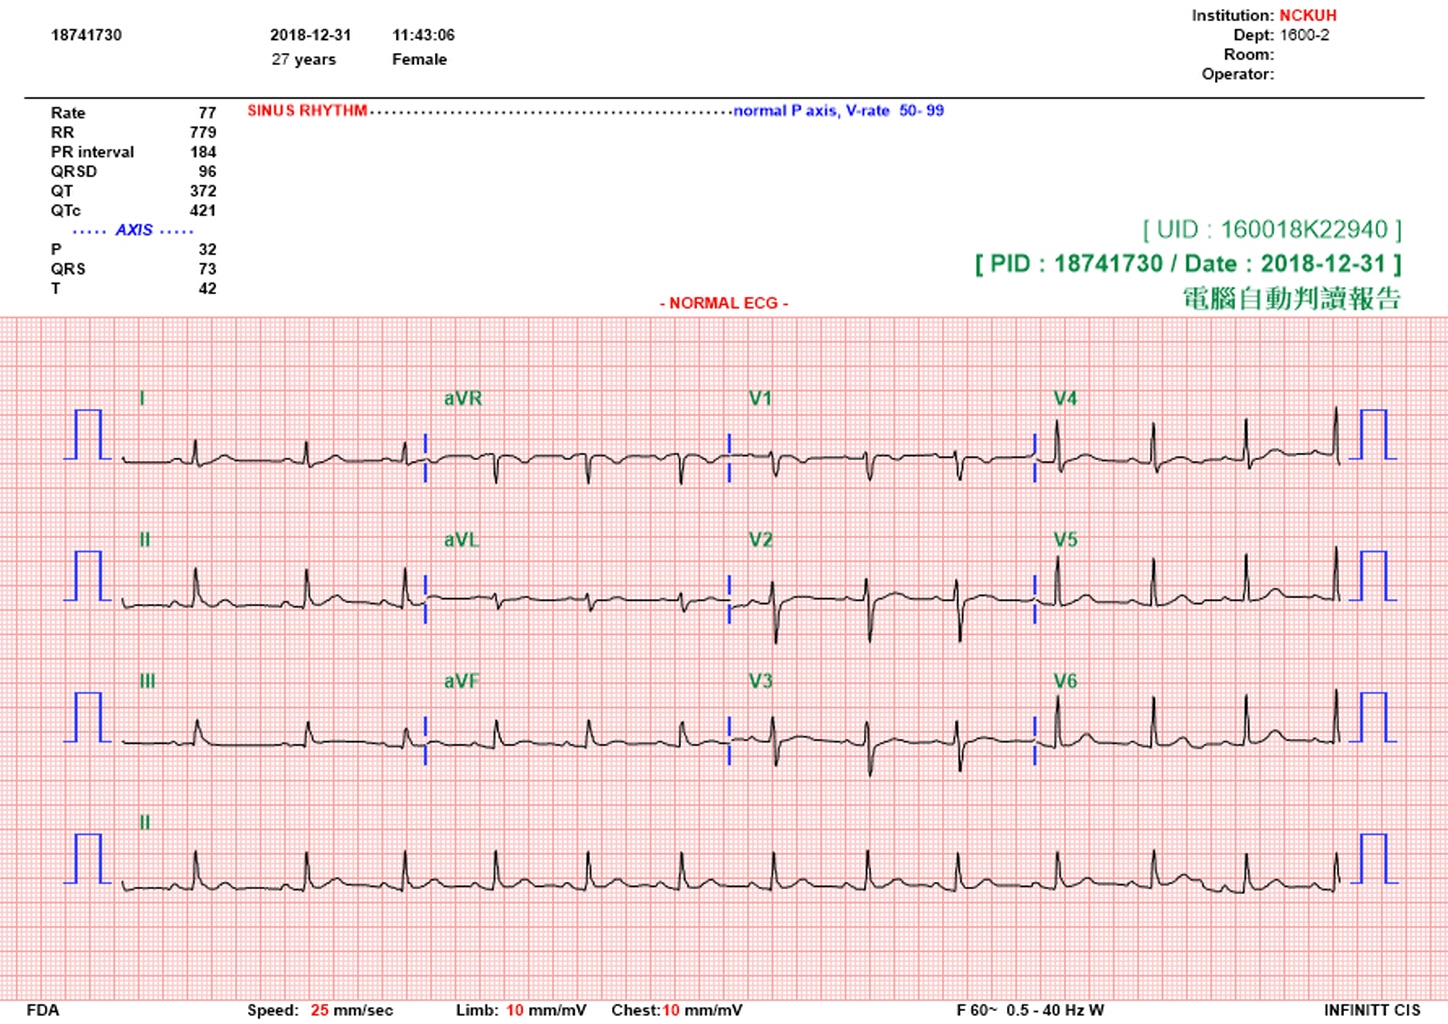 Institution: NCKUH
18741730 2018-12-31 11:43:06 Dept: 1600-2
Room:
27 years Female
Operator:
Rate 77 SINUS RHYTHM normal P axis, V-rate 50- 99
RR 779
PR interval 184
QRSD 96
QT 372
QTc 421
····· AXIS ·····
P 32
QRS 73
T 42
[ UID : 160018K22940 ]
[ PID : 18741730 / Date : 2018-12-31 ]
電腦自動判讀報告
- NORMAL ECG -
I aVR V1 V4
II aVL V2 V5
III aVF V3 V6
II
FDA Speed: 25 mm/sec Limb: 10 mm/mV Chest:10 mm/mV F 60~ 0.5 - 40 Hz W INFINITT CIS